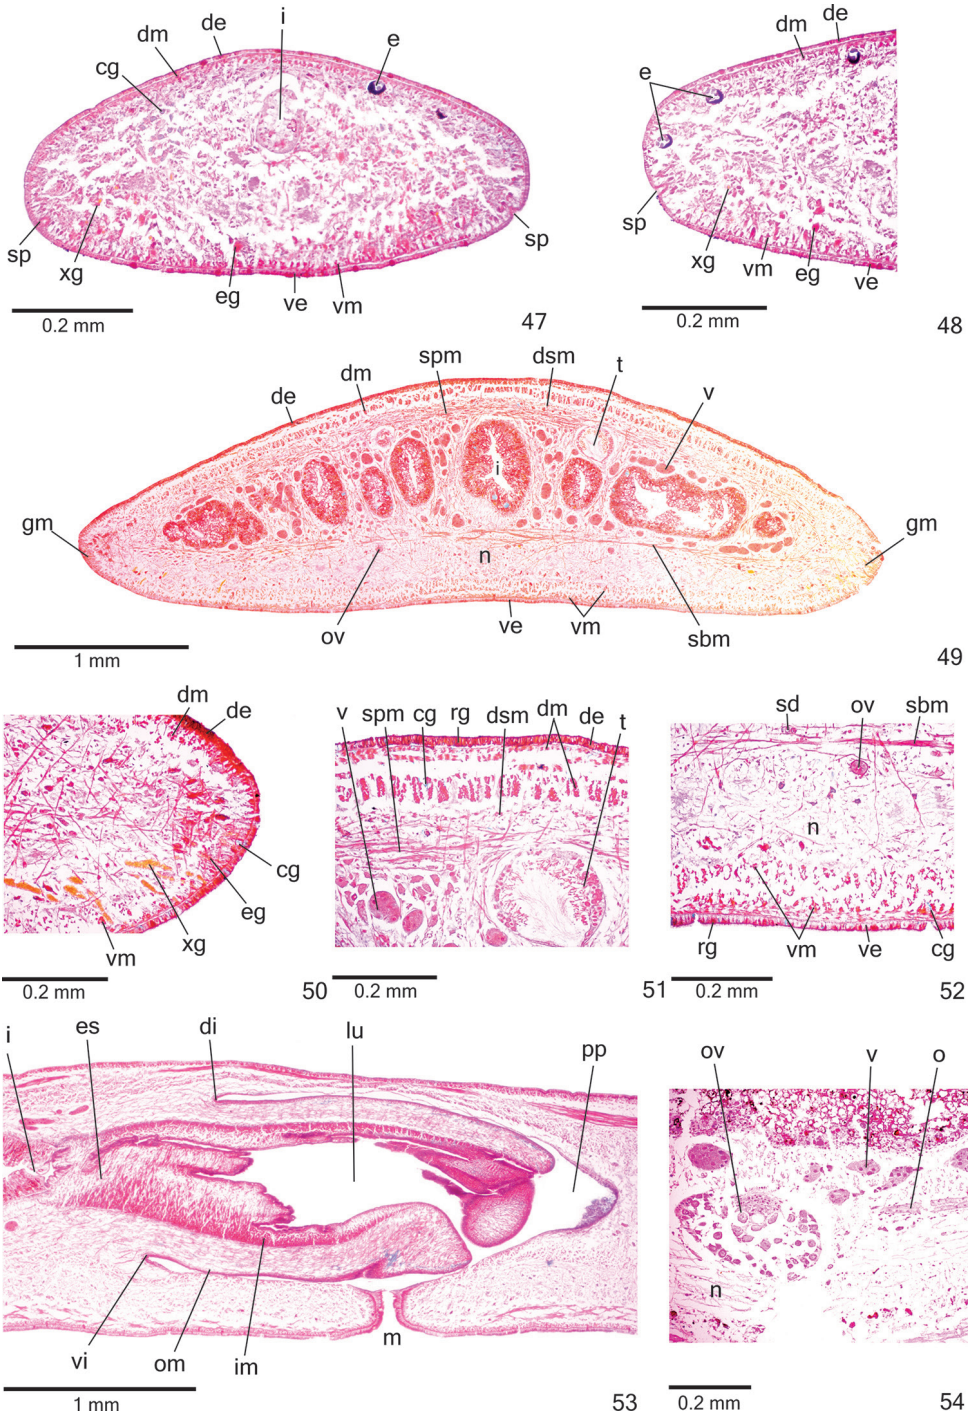 i
de
dm
cg
e
sp
xg
eg
ve
vm
sp
0.2 mm
47
de
dm
e
sp
xg
vm
eg
ve
0.2 mm
48
spm
dsm
t
dm
de
v
gm
i
gm
n
ov
ve
vm
sbm
1 mm
49
dm
de
cg
eg
xg
vm
0.2 mm
50
v
spm
cg
rg
dsm
dm
de
t
0.2 mm
51
sd
ov
sbm
n
rg
vm
ve
cg
0.2 mm
52
i
es
di
lu
pp
vi
om
im
m
1 mm
53
ov
v
o
n
0.2 mm
54